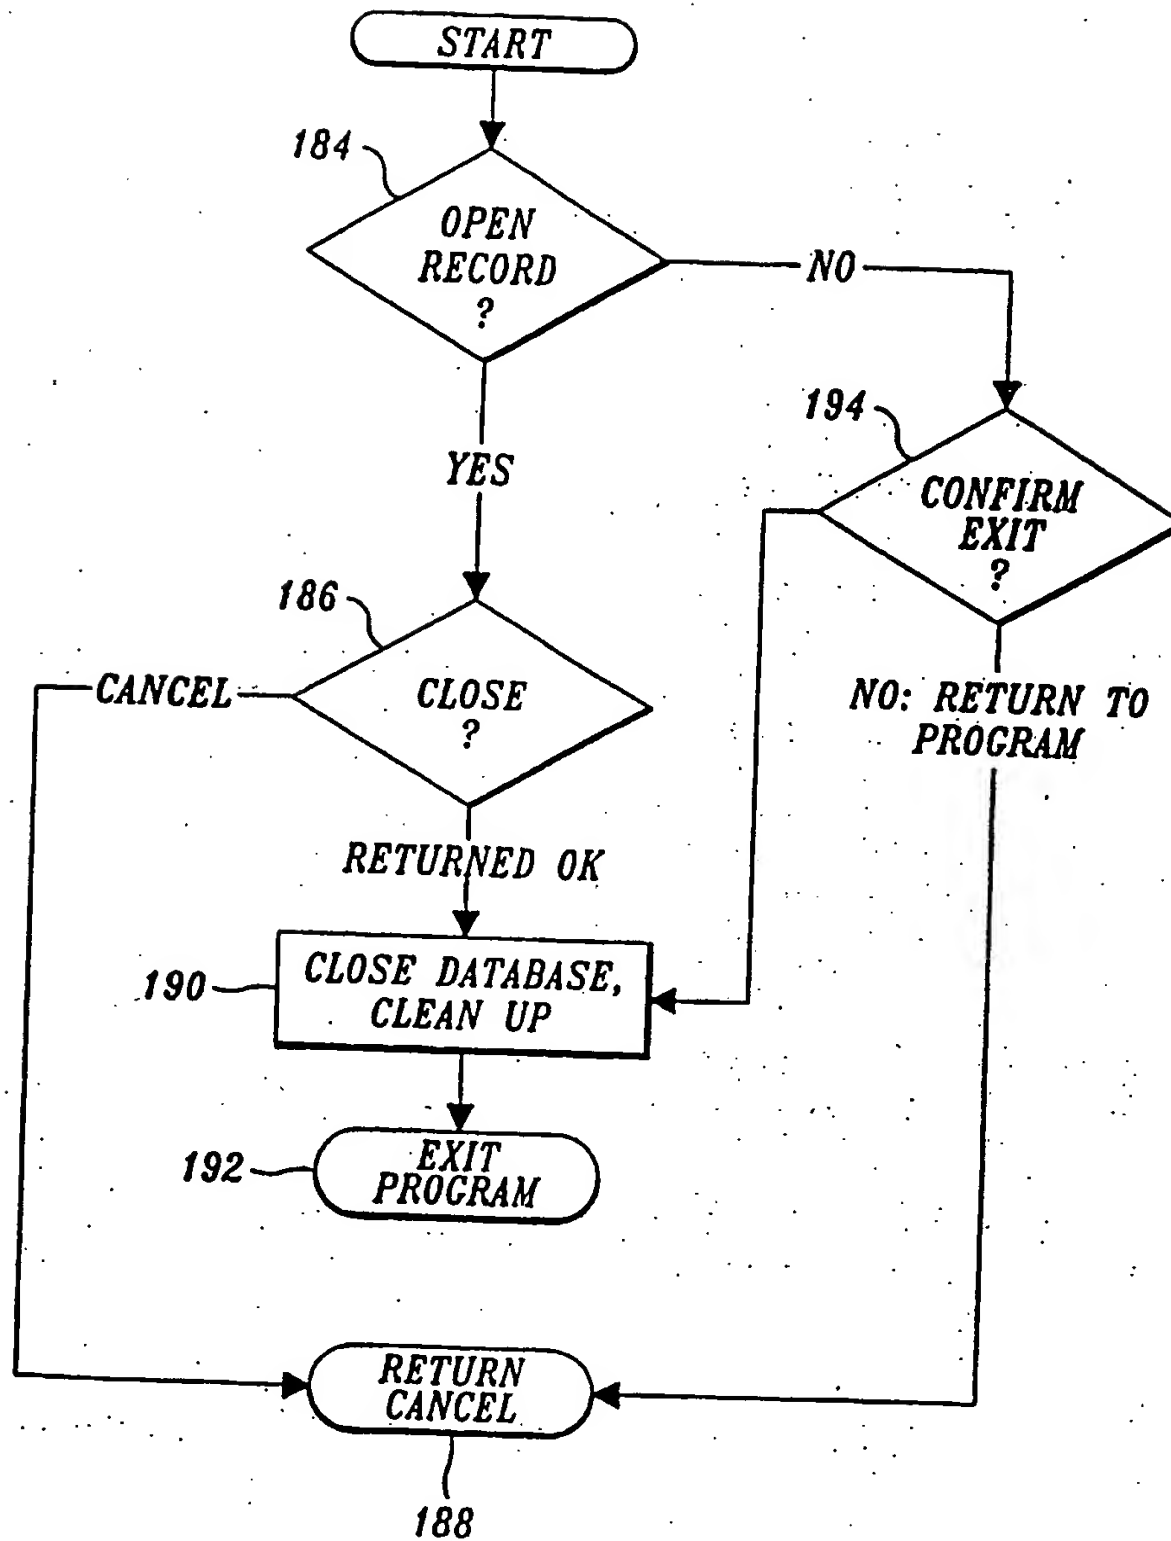 START
184
OPEN
RECORD
?
NO
194
CONFIRM
EXIT
?
YES
186
CLOSE
?
CANCEL
NO: RETURN TO
PROGRAM
RETURNED OK
190
CLOSE DATABASE,
CLEAN UP
192
EXIT
PROGRAM
RETURN
CANCEL
188